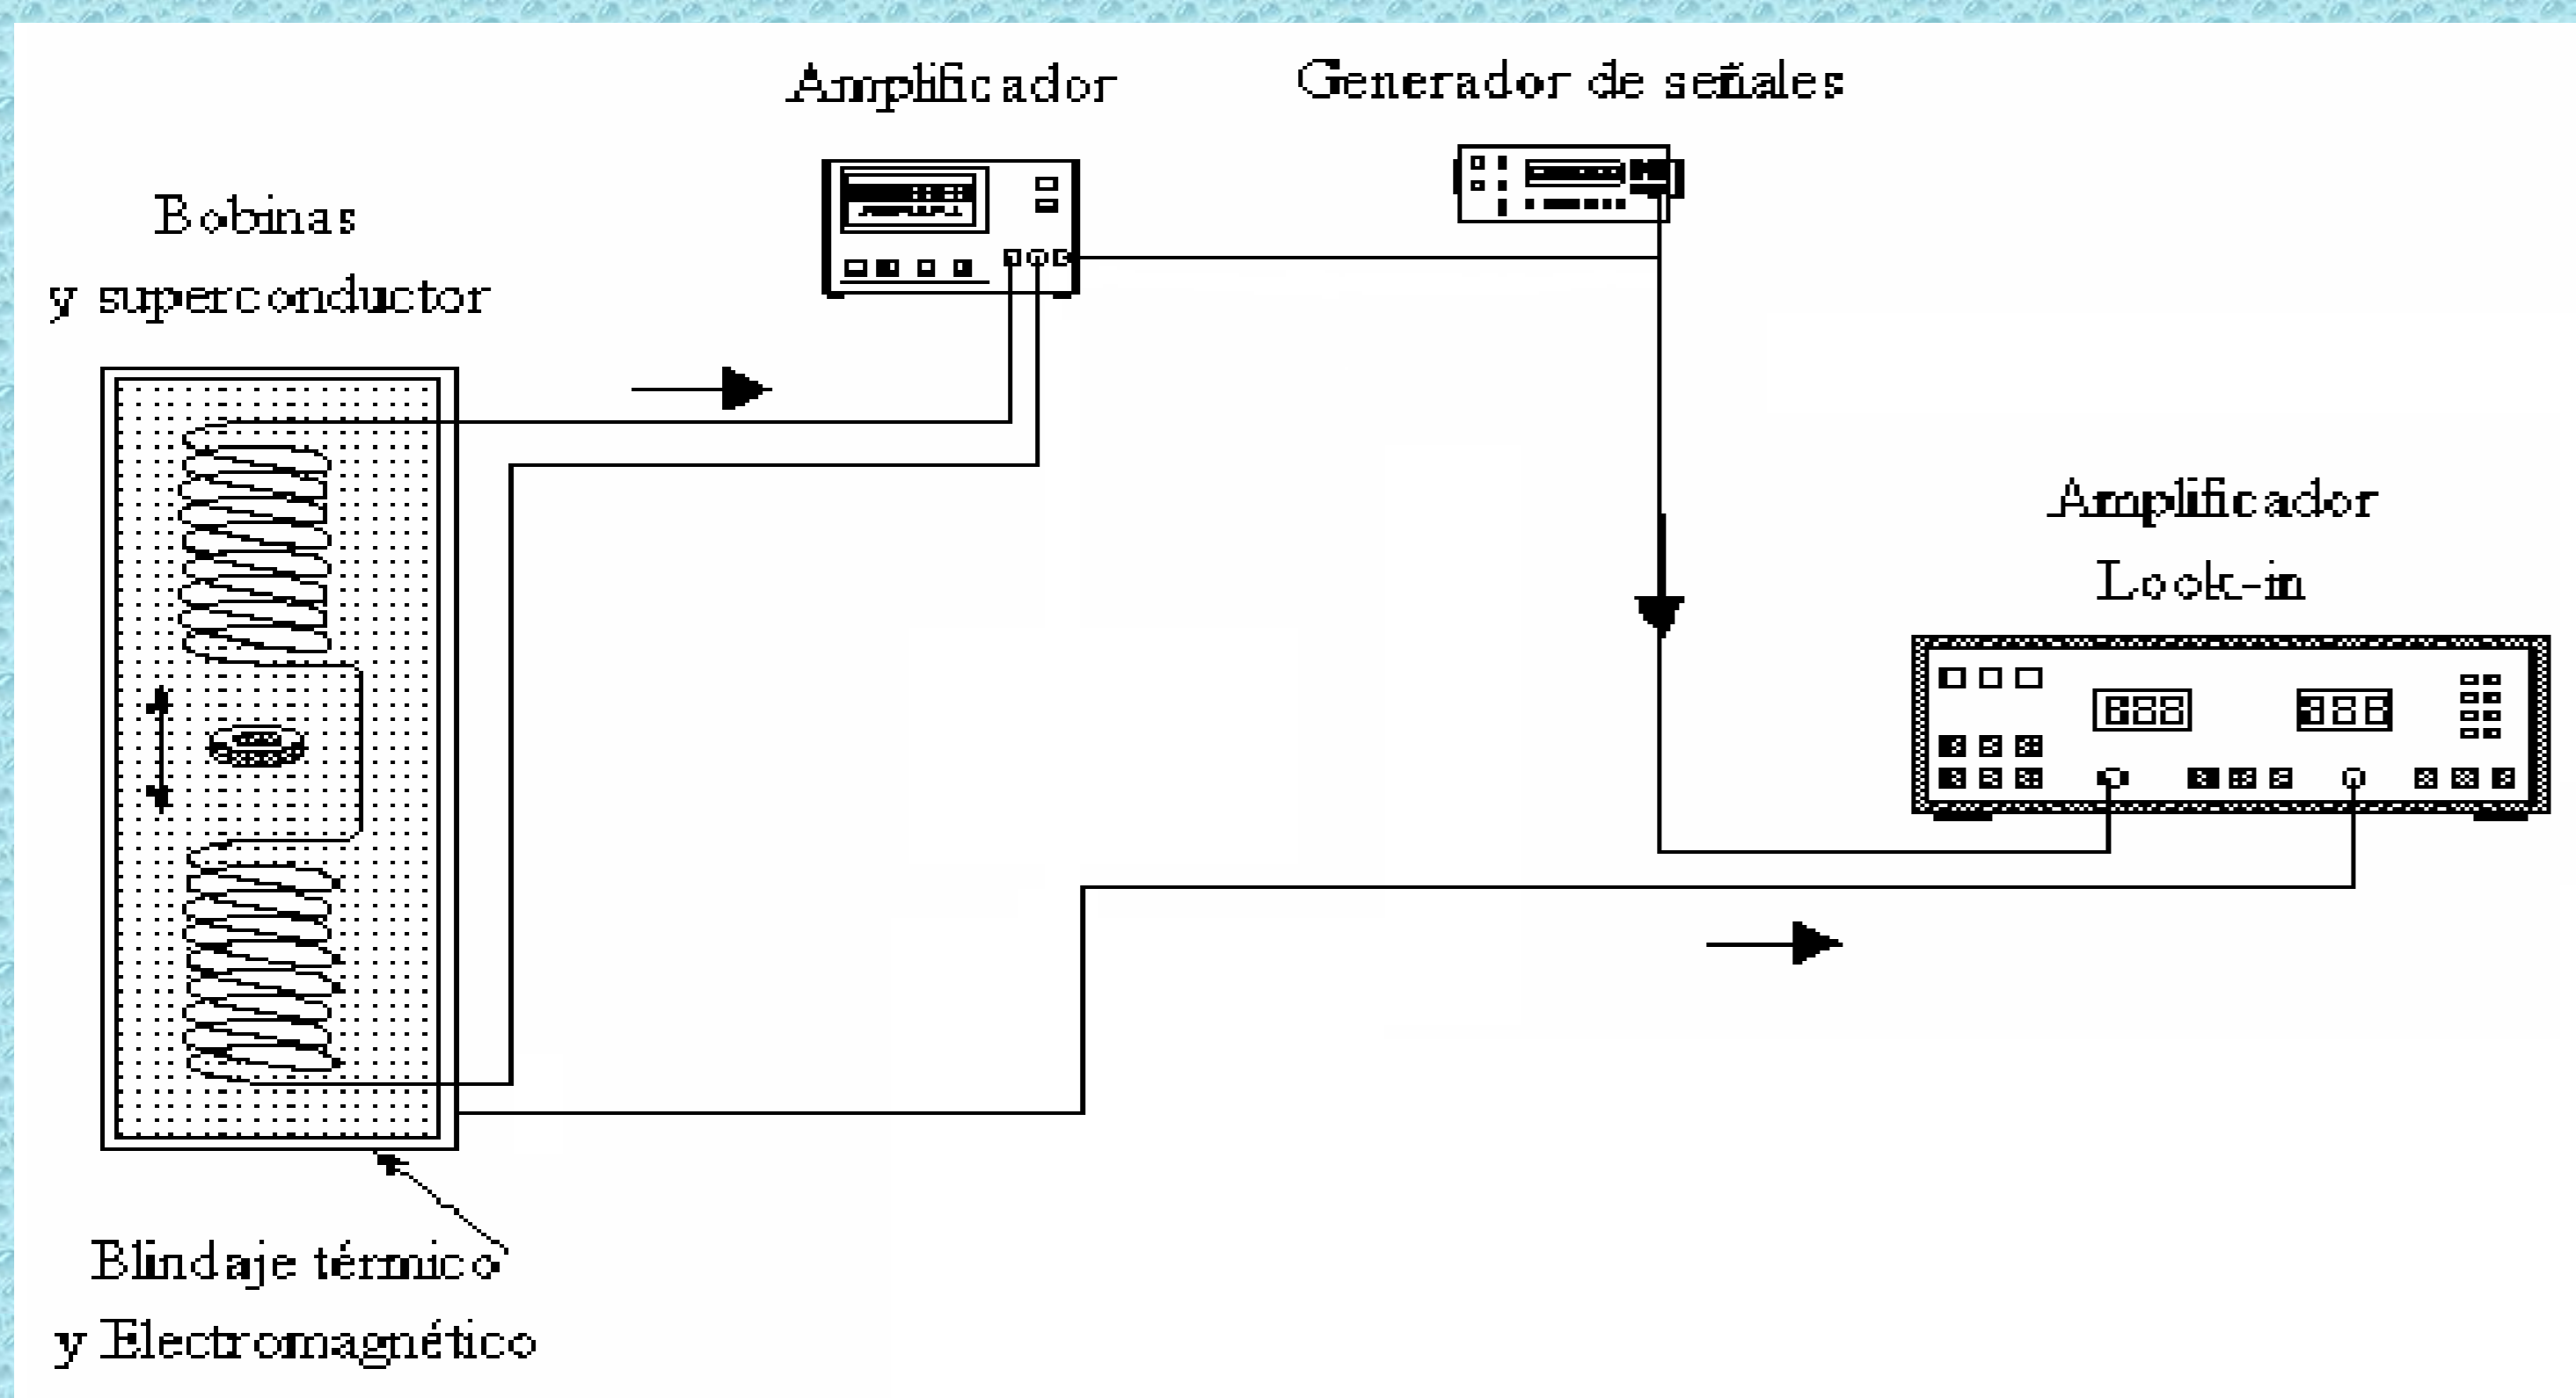 Amplificador
Generador de señales
Bobinas
y superconductor
Amplificador
Look-in
Blindaje térmico
y Electromagnético